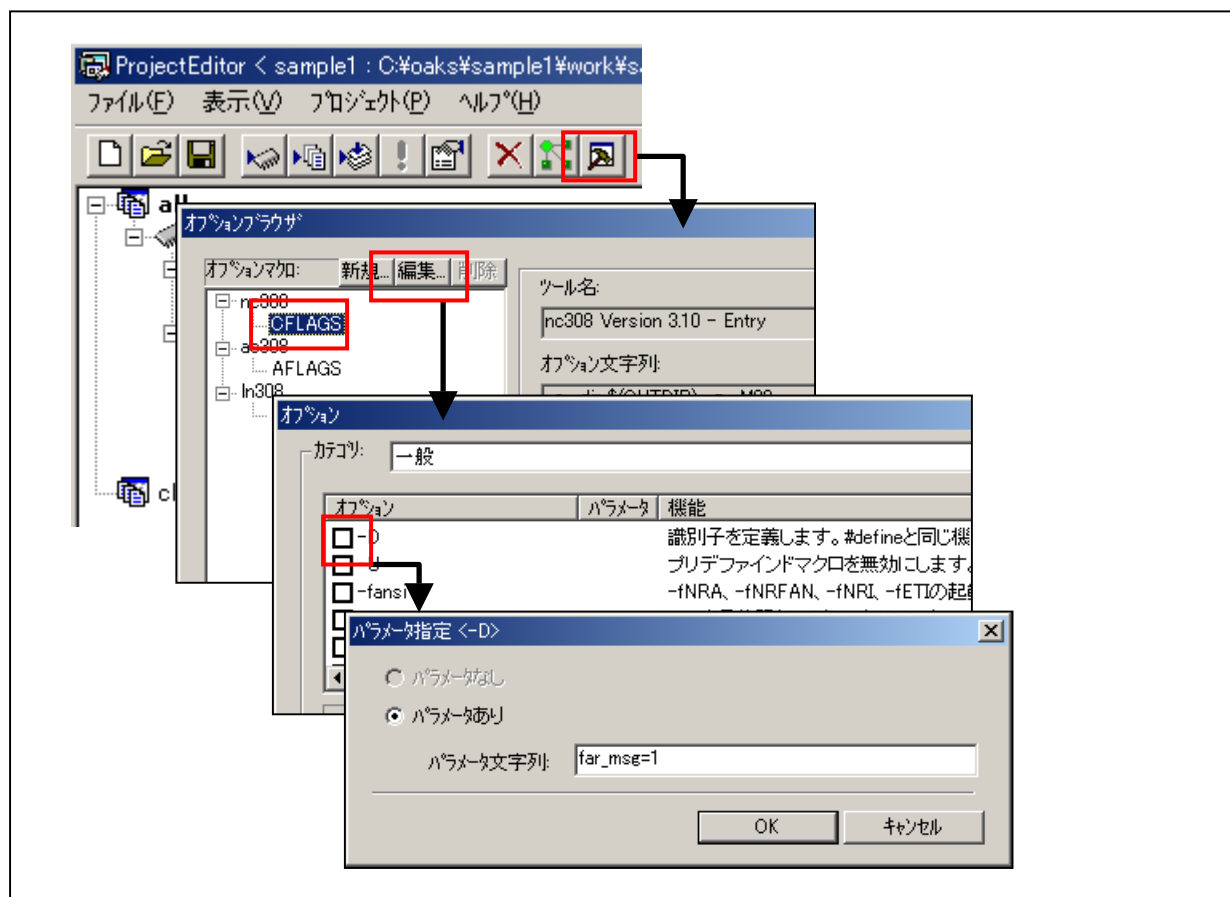 ProjectEditor < sample1 : C:¥oaks¥sample1¥work¥s
ファイル(F) 表示(V) プロジェクト(P) ヘルプ(H)
オプションブラウザ
オプションマクロ: 新規... 編集... 削除
nc308
CFLAGS
as308
AFLAGS
ln308
ツール名:
nc308 Version 3.10 - Entry
オプション文字列:
オプション
カテゴリ: 一般
オプション パラメータ 機能
-D 識別子を定義します。#defineと同じ機
-U プリデファインドマクロを無効にします。
-fansi -fNRA、-fNRFAN、-fNRI、-fETIの起動
パラメータ指定 <-D>
パラメータなし
パラメータあり
パラメータ文字列: far_msg=1
OK キャンセル